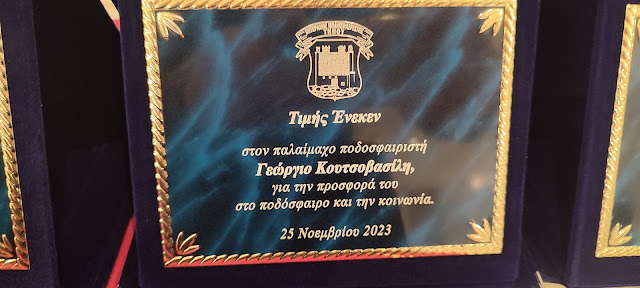 Τιμής Ένεκεν
στον παλαίμαχο ποδοσφαιριστή
Γεώργιο Κουτσοβασίλη,
για την προσφορά του
στο ποδόσφαιρο και την κοινωνία.
25 Νοεμβρίου 2023